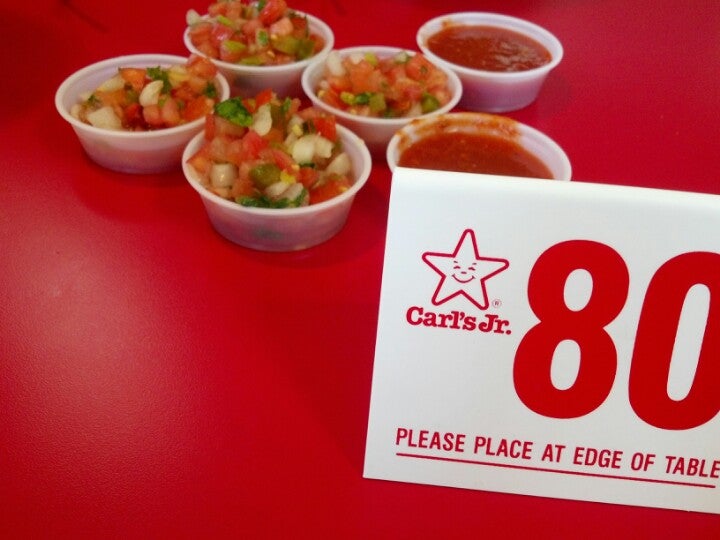 Carl's Jr.®
80
PLEASE PLACE AT EDGE OF TABLE